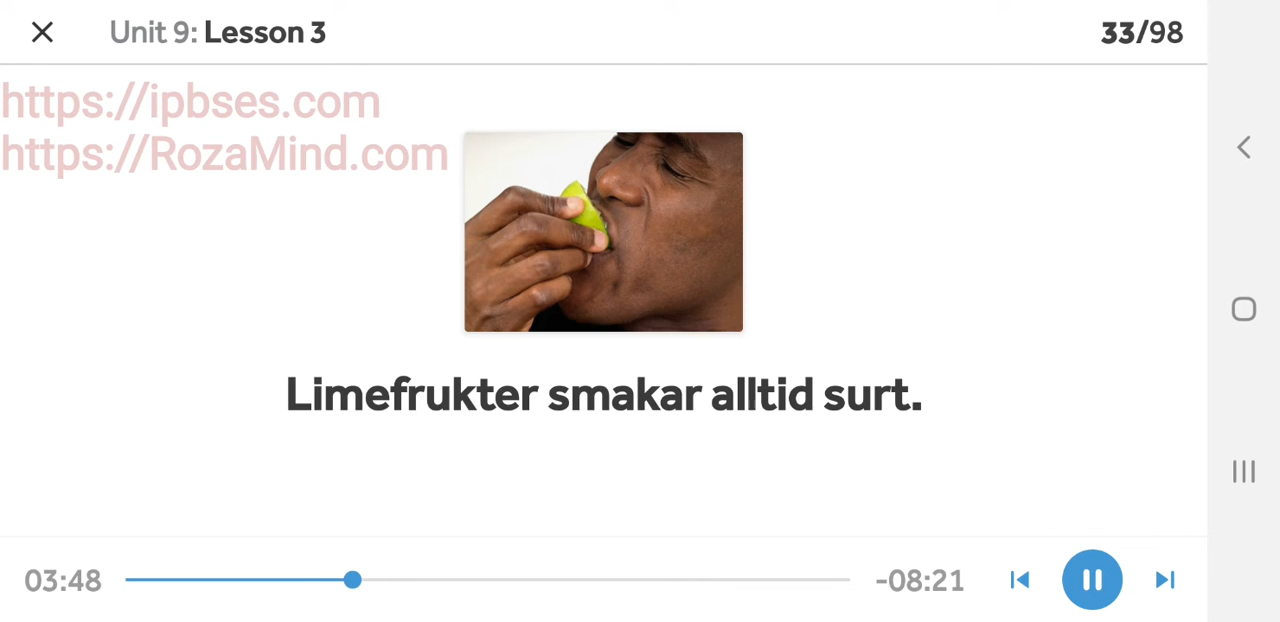 Unit 9: Lesson 3
33/98
https://ipbses.com
https://RozaMind.com
Limefrukter smakar alltid surt.
03:48
-08:21